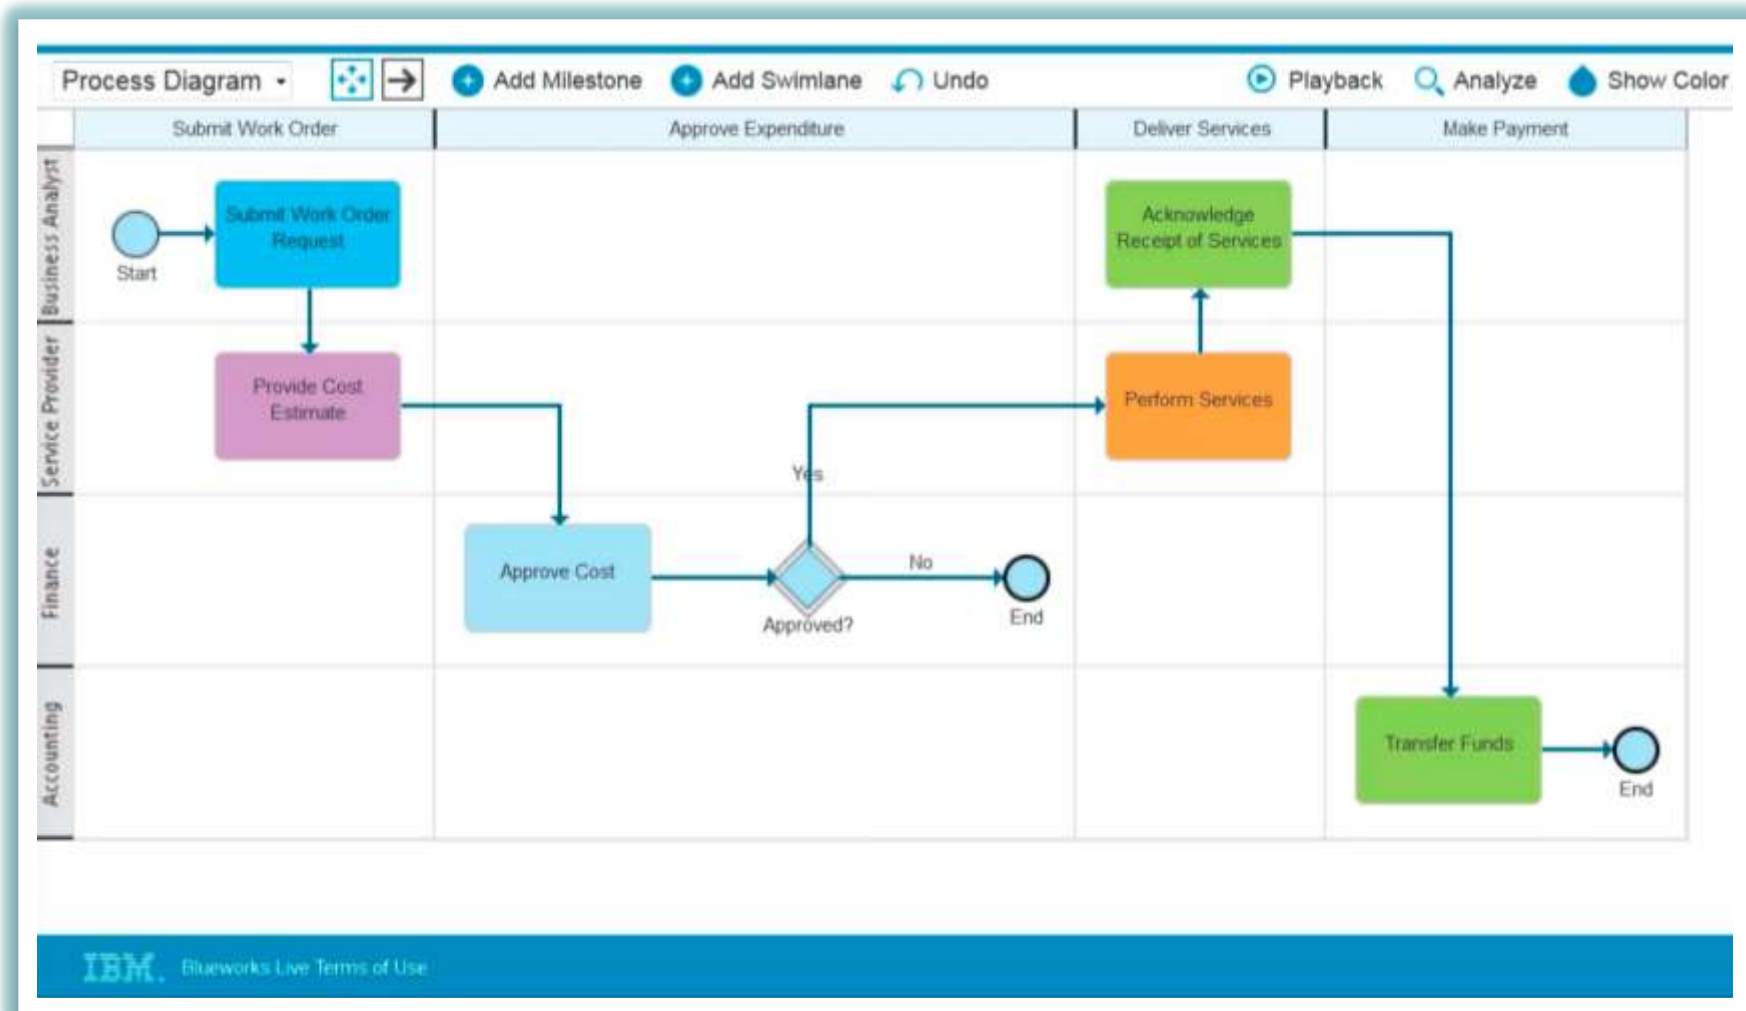 Process Diagram
Add Milestone
Add Swimlane
Undo
Playback
Analyze
Show Color
Submit Work Order
Approve Expenditure
Deliver Services
Make Payment
Business Analyst
Start
Submit Work Order
Request
Acknowledge
Receipt of Services
Service Provider
Provide Cost
Estimate
Yes
Perform Services
Finance
Approve Cost
Approved?
No
End
Accounting
Transfer Funds
End
IBM.
Blueworks Live Terms of Use